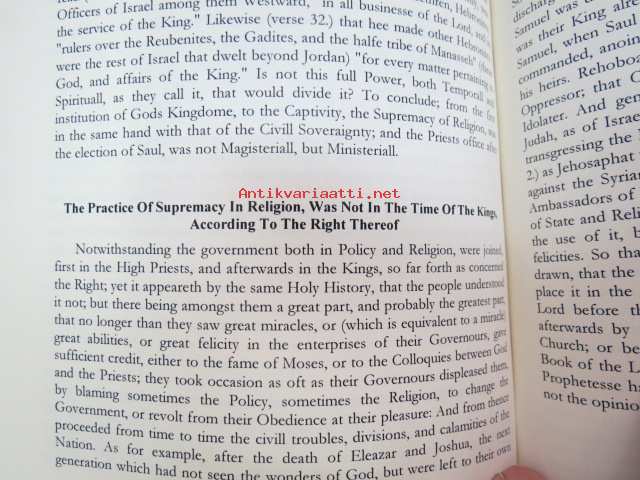 Officers of Israel among them Westward, "in all businesse of the Lord, and in
the service of the King." Likewise (verse 32.) that hee made other Hebronites,
"rulers over the Reubenites, the Gadites, and the halfe tribe of Manasseh" (these
were the rest of Israel that dwelt beyond Jordan) "for every matter pertaining to
God, and affairs of the King." Is not this full Power, both Temporall and
Spirituall, as they call it, that would divide it? To conclude; from the first
institution of Gods Kingdome, to the Captivity, the Supremacy of Religion, was
in the same hand with that of the Civill Soveraignty; and the Priests office after
the election of Saul, was not Magisteriall, but Ministeriall.
Antikvariaatti.net
The Practice Of Supremacy In Religion, Was Not In The Time Of The Kings,
According To The Right Thereof
Notwithstanding the government both in Policy and Religion, were joined,
first in the High Priests, and afterwards in the Kings, so far forth as concerned
the Right; yet it appeareth by the same Holy History, that the people understood
it not; but there being amongst them a great part, and probably the greatest part,
that no longer than they saw great miracles, or (which is equivalent to a miracle)
great abilities, or great felicity in the enterprises of their Governours, gave
sufficient credit, either to the fame of Moses, or to the Colloquies between God
and the Priests; they took occasion as oft as their Governours displeased them,
by blaming sometimes the Policy, sometimes the Religion, to change the
Government, or revolt from their Obedience at their pleasure: And from thence
proceeded from time to time the civill troubles, divisions, and calamities of the
Nation. As for example, after the death of Eleazar and Joshua, the next
generation which had not seen the wonders of God, but were left to their own
Samuel was
was their King alre
Samuel, when Saul
commanded, anoin
his heirs. Rehoboa
Oppressor; that
Idolater. And gen
Judah, as of Israe
transgressing the
2.) as Jehosaphat
against the Syria
Ambassadors of
of State and Reli
the use of it, b
felicities. So tha
drawn, that the
place it in the
Lord before th
afterwards by
Church; or be
Book of the L
Prophetesse h
not the opinio